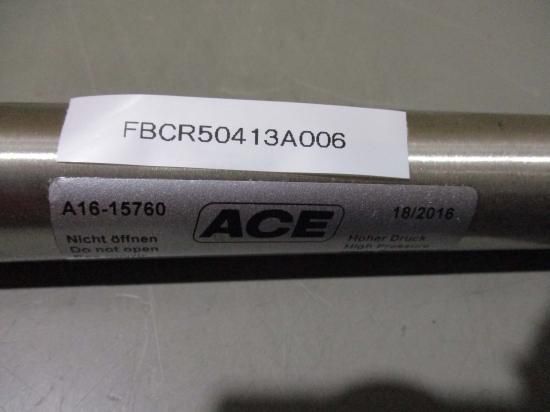 FBCR50413A006
A16-15760 ACE 18/2016
Nicht öffnen Hoher Druck
Do not open High Pressure